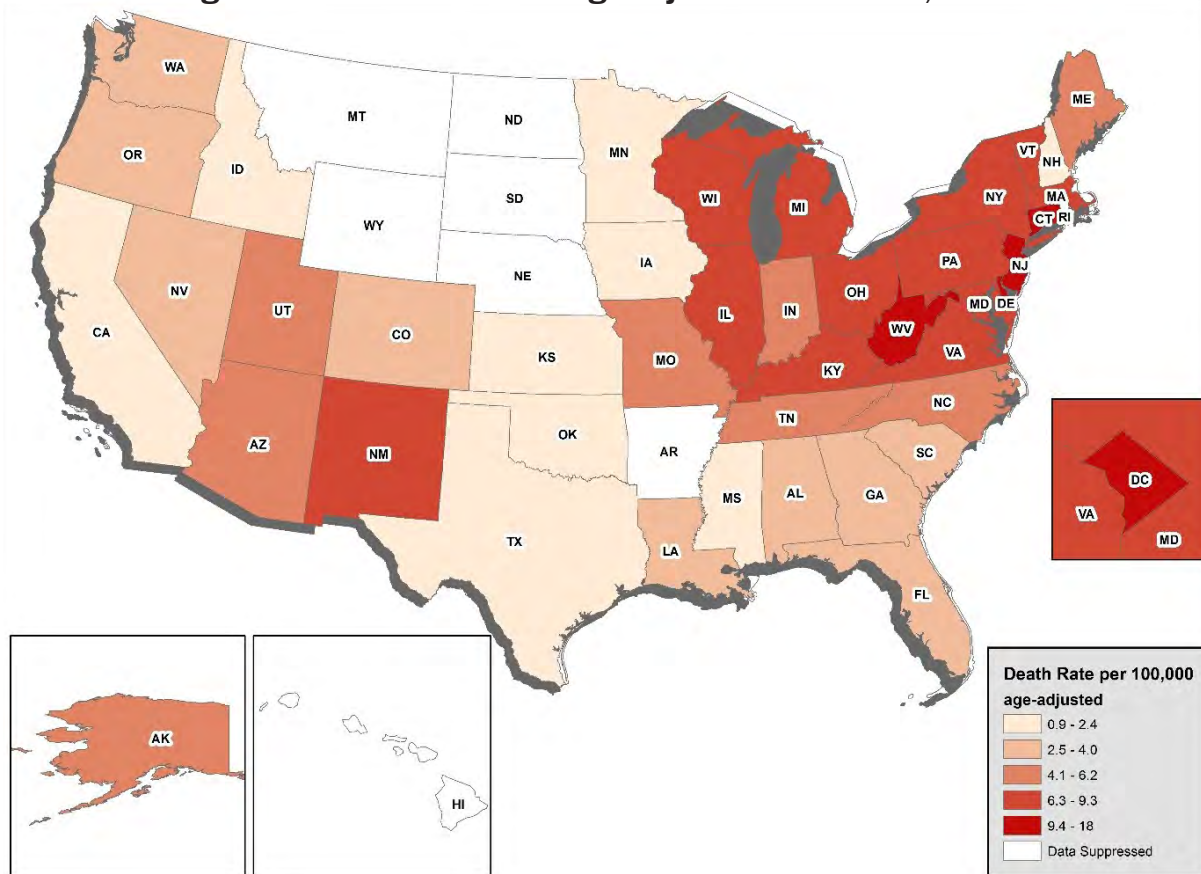 WA
MT
ND
ME
OR
MN
VT
NH
ID
WI
NY
MA
SD
MI
CT RI
WY
IA
PA
NE
NJ
OH
MD DE
NV
UT
IL
IN
CO
WV
CA
KS
MO
VA
KY
NC
TN
OK
AZ
NM
AR
SC
DC
MS
AL
GA
VA
MD
TX
LA
FL
AK
HI
Death Rate per 100,000
age-adjusted
0.9 - 2.4
2.5 - 4.0
4.1 - 6.2
6.3 - 9.3
9.4 - 18
Data Suppressed